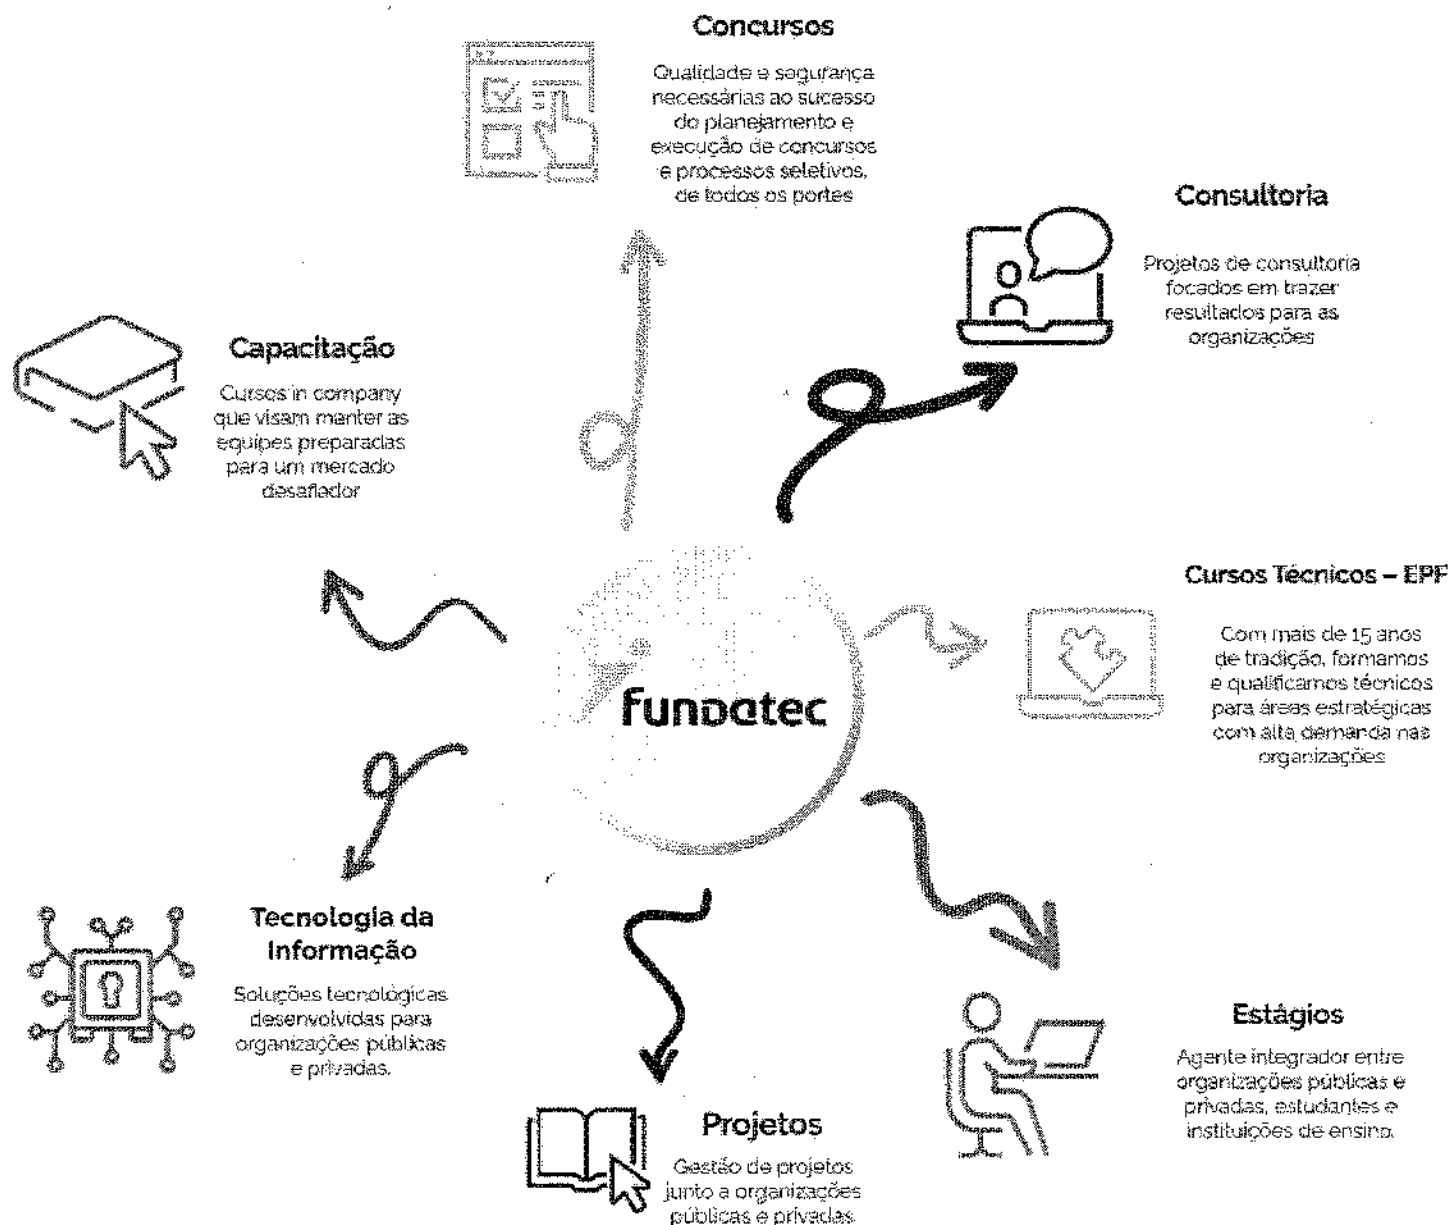 Concursos
Qualidade e segurança
necessárias ao sucesso
do planejamento e
execução de concursos
e processos seletivos,
de todos os portes
Consultoria
Projetos de consultoria
focados em trazer
resultados para as
organizações
Capacitação
Cursos in company
que visam manter as
equipes preparadas
para um mercado
desafiador
Cursos Técnicos – EPF
Com mais de 15 anos
de tradição, formamos
e qualificamos técnicos
para áreas estratégicas
com alta demanda nas
organizações
fundatec
Tecnologia da
Informação
Soluções tecnológicas
desenvolvidas para
organizações públicas
e privadas.
Estágios
Agente integrador entre
organizações públicas e
privadas, estudantes e
instituições de ensino.
Projetos
Gestão de projetos
junto a organizações
públicas e privadas